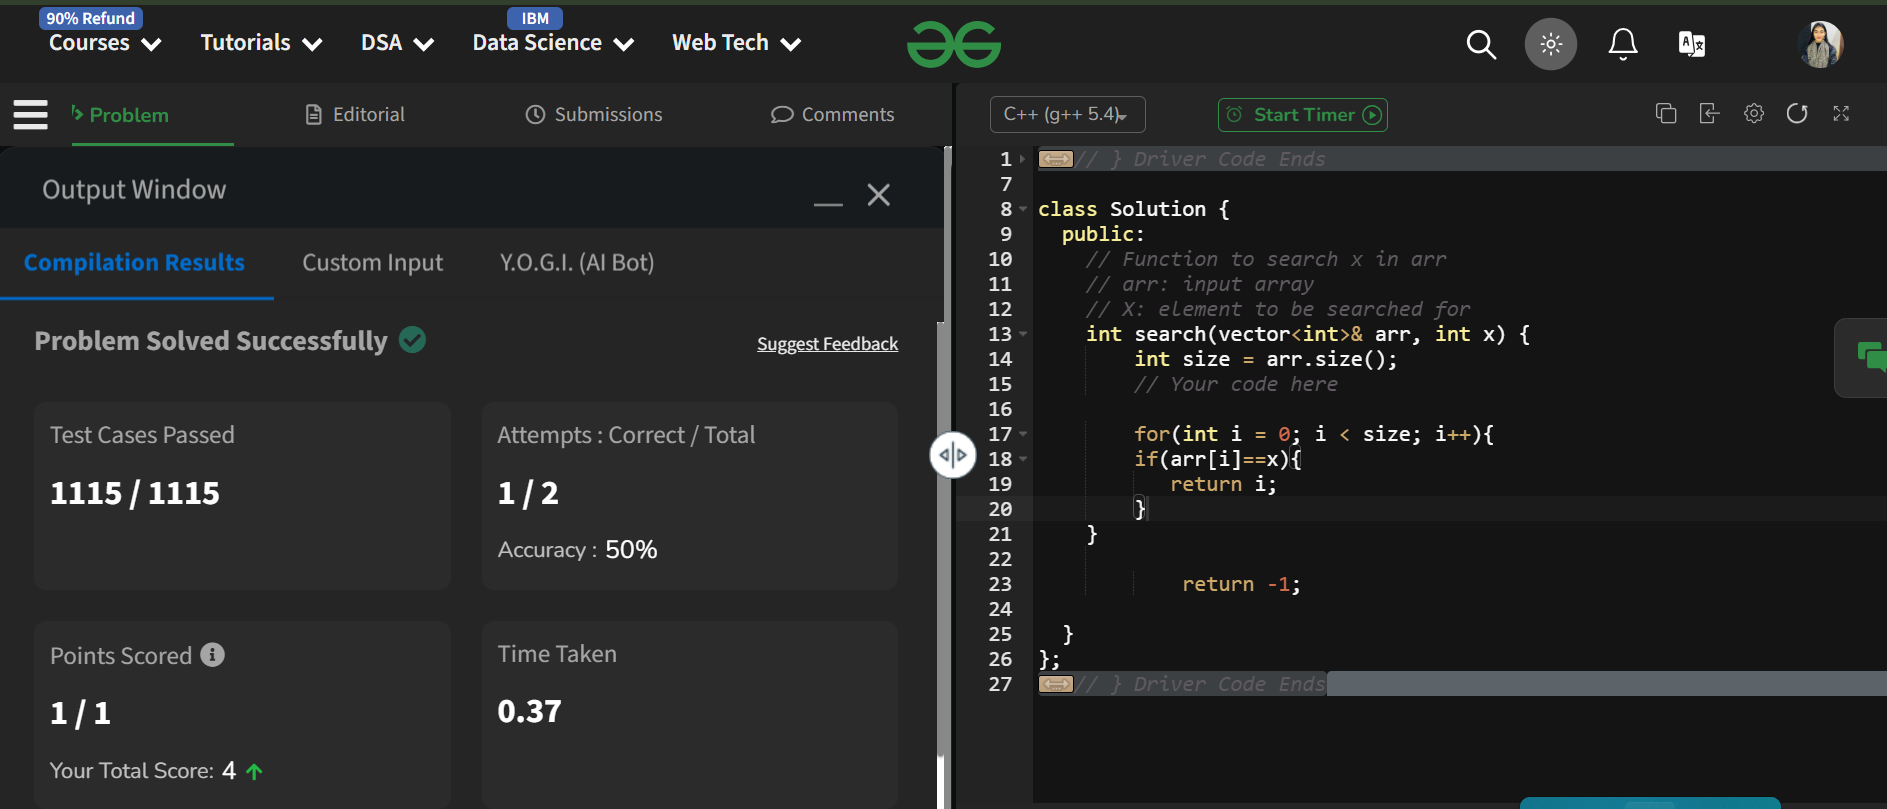 90% Refund
IBM
Courses Tutorials DSA Data Science Web Tech
Problem Editorial Submissions Comments
Output Window
Compilation Results Custom Input Y.O.G.I. (AI Bot)
Problem Solved Successfully
Suggest Feedback
Test Cases Passed
1115 / 1115
Attempts : Correct / Total
1 / 2
Accuracy : 50%
Points Scored
1 / 1
Your Total Score: 4
Time Taken
0.37
C++ (g++ 5.4)
Start Timer
1 // } Driver Code Ends
7
8 class Solution {
9 public:
10 // Function to search x in arr
11 // arr: input array
12 // X: element to be searched for
13 int search(vector<int>& arr, int x) {
14 int size = arr.size();
15 // Your code here
16
17 for(int i = 0; i < size; i++){
18 if(arr[i]==x){
19 return i;
20 }
21 }
22
23 return -1;
24
25 }
26 };
27 // } Driver Code Ends